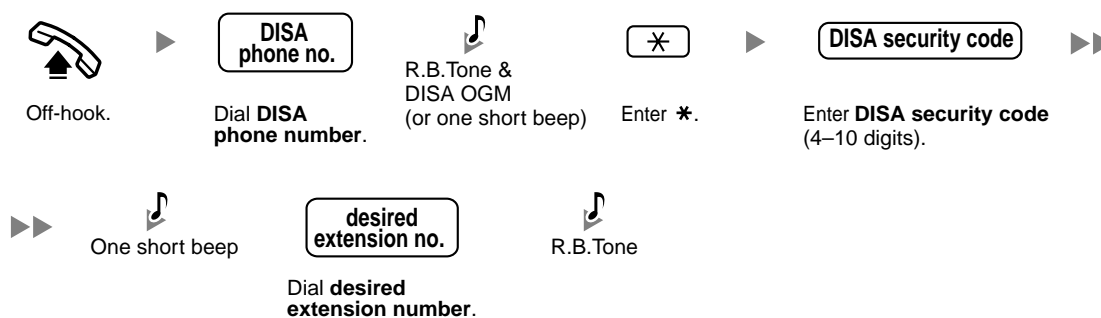 DISA
phone no.
DISA security code
R.B.Tone &
DISA OGM
(or one short beep)
Off-hook.
Dial DISA
phone number.
Enter *.
Enter DISA security code
(4–10 digits).
One short beep
desired
extension no.
R.B.Tone
Dial desired
extension number.